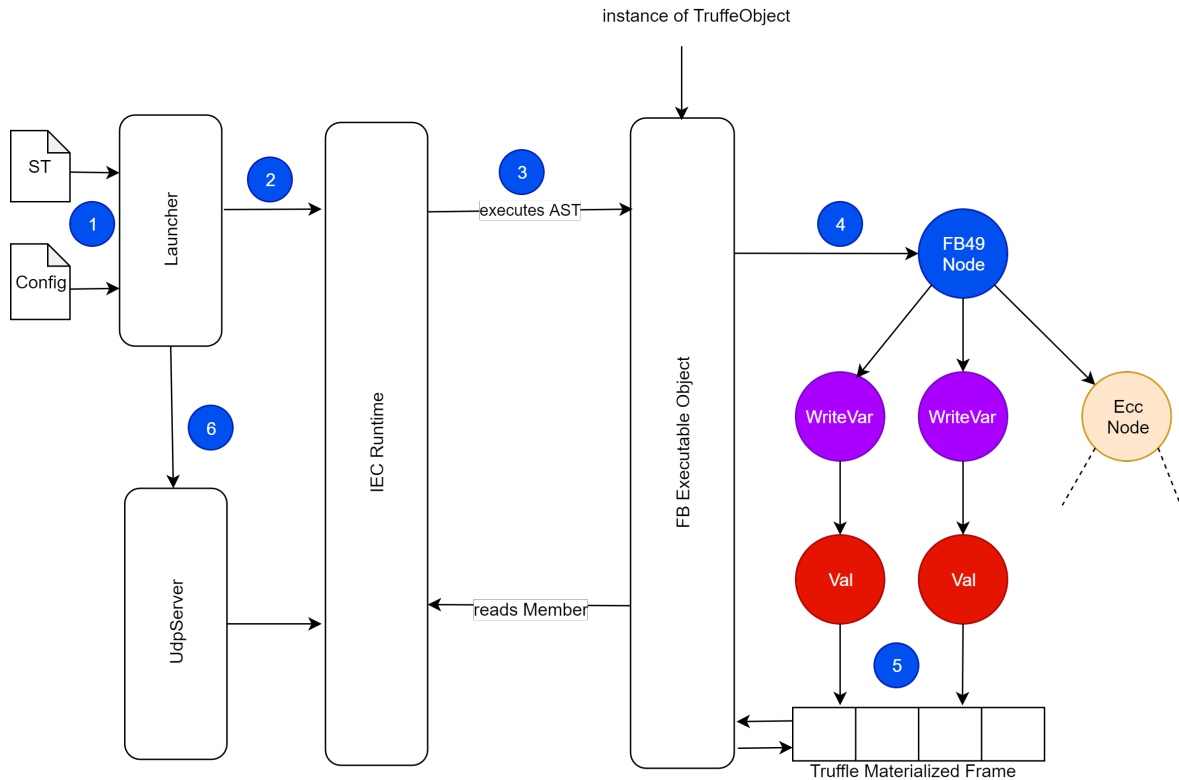 instance of TruffeObject
ST
Config
1
Launcher
2
3
executes AST
4
FB49
Node
IEC Runtime
FB Executable Object
WriteVar
WriteVar
Ecc
Node
6
UdpServer
Val
Val
reads Member
5
Truffle Materialized Frame